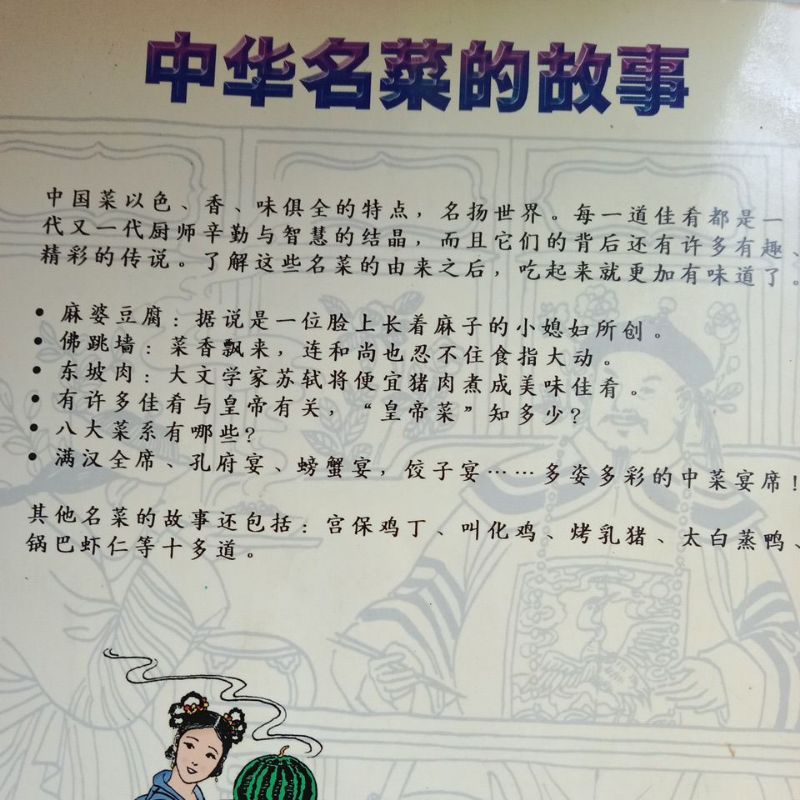 中华名菜的故事
中国菜以色、香、味俱全的特点，名扬世界。每一道佳肴都是一
代又一代厨师辛勤与智慧的结晶，而且它们的背后还有许多有趣、
精彩的传说。了解这些名菜的由来之后，吃起来就更加有味道了。
• 麻婆豆腐：据说是一位脸上长着麻子的小媳妇所创。
• 佛跳墙：菜香飘来，连和尚也忍不住食指大动。
• 东坡肉：大文学家苏轼将便宜猪肉煮成美味佳肴。
• 有许多佳肴与皇帝有关，“皇帝菜”知多少？
• 八大菜系有哪些？
• 满汉全席、孔府宴、螃蟹宴，饺子宴……多姿多彩的中菜宴席！
其他名菜的故事还包括：宫保鸡丁、叫化鸡、烤乳猪、太白蒸鸭、
锅巴虾仁等十多道。